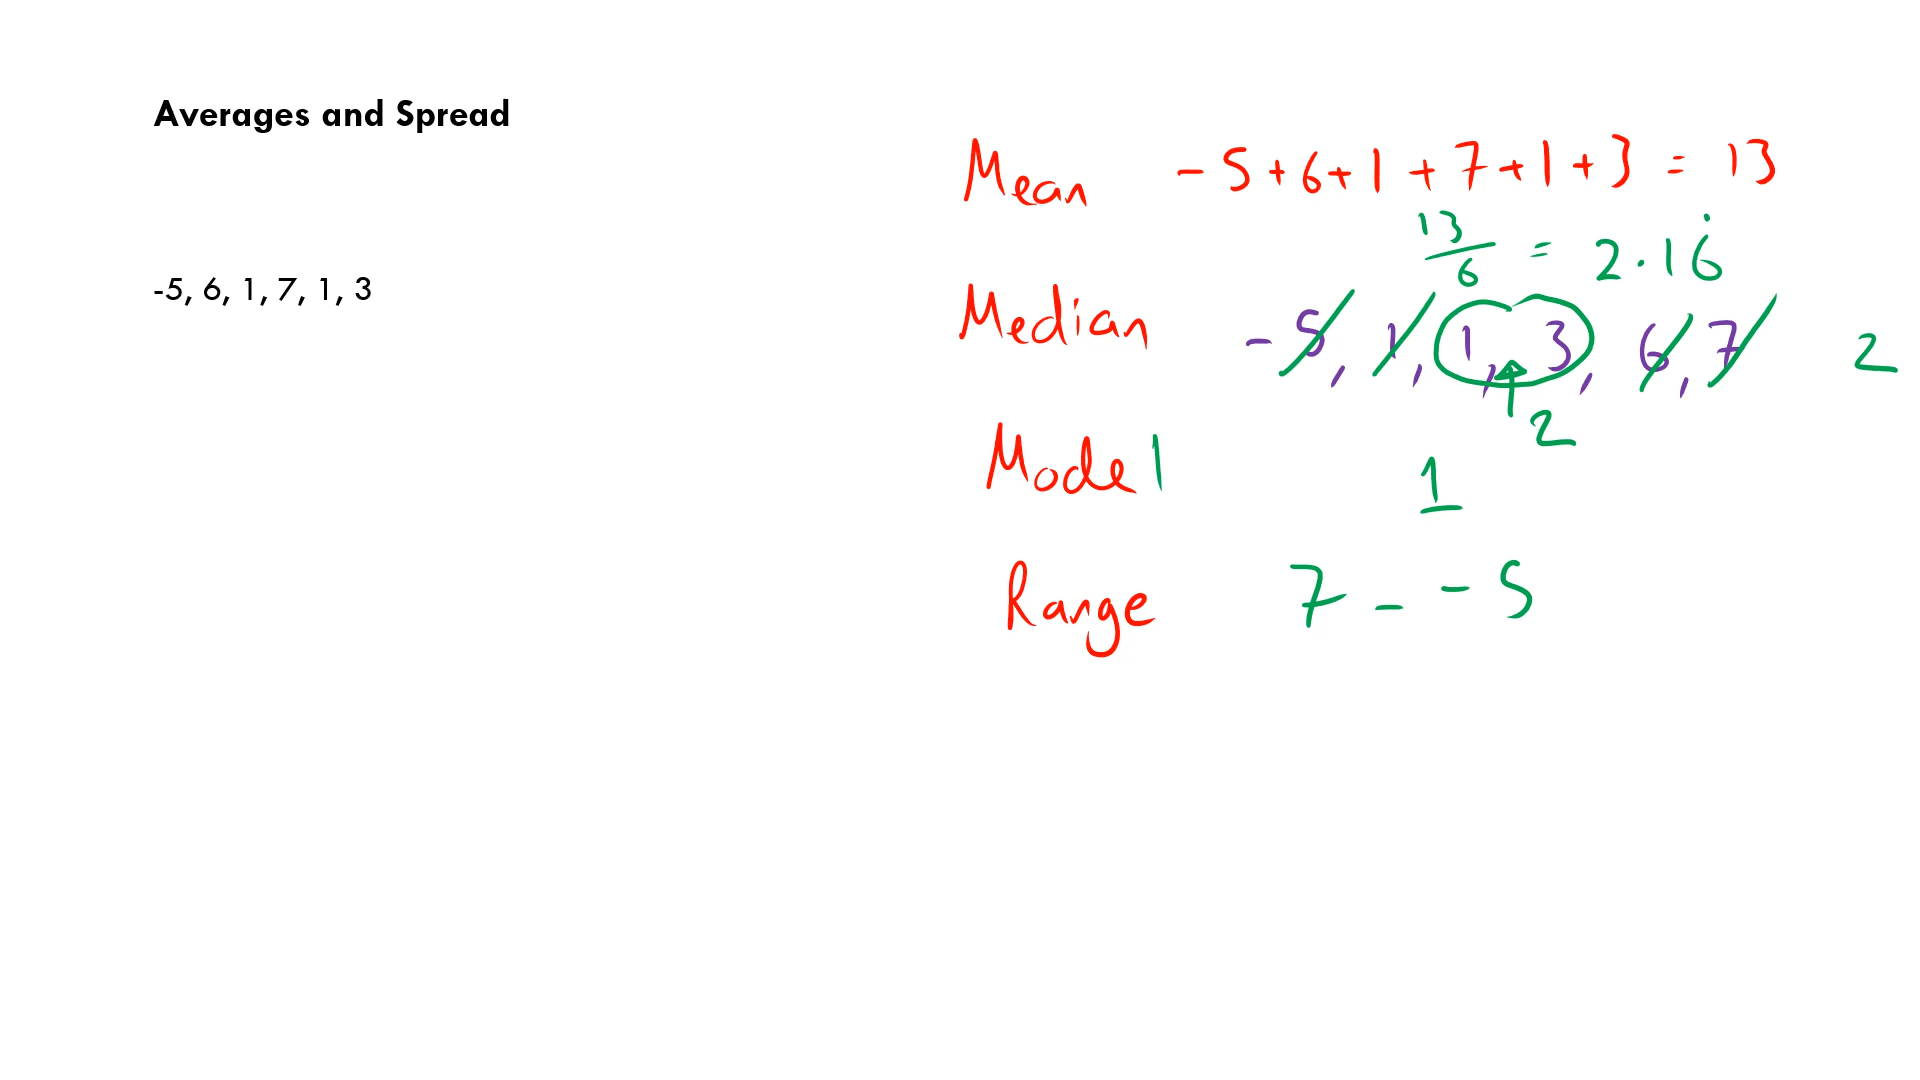 Averages and Spread
-5, 6, 1, 7, 1, 3
Mean -5+6+1+7+1+3 = 13
13/6 = 2.16̇
Median -5, 1, 1, 3, 6, 7 2
2
Mode 1 1
Range 7 - -5